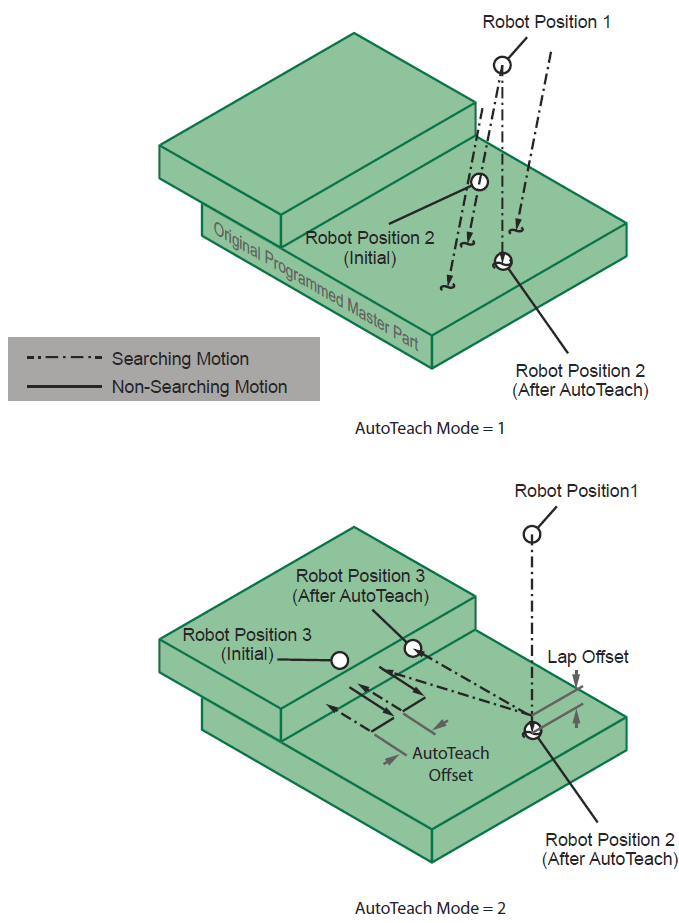 Robot Position 1
Robot Position 2
(Initial)
Original Programmed Master Part
Searching Motion
Non-Searching Motion
Robot Position 2
(After AutoTeach)
AutoTeach Mode = 1
Robot Position1
Robot Position 3
(After AutoTeach)
Robot Position 3
(Initial)
Lap Offset
AutoTeach
Offset
Robot Position 2
(After AutoTeach)
AutoTeach Mode = 2